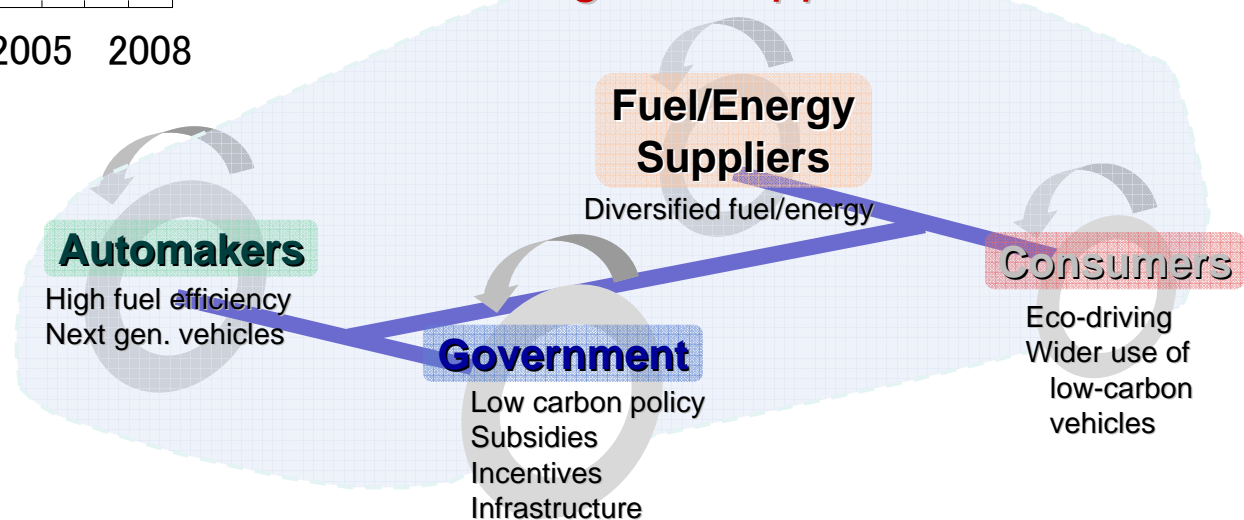 2005 2008
Fuel/Energy
Suppliers
Diversified fuel/energy
Automakers
High fuel efficiency
Next gen. vehicles
Consumers
Eco-driving
Wider use of
low-carbon
vehicles
Government
Low carbon policy
Subsidies
Incentives
Infrastructure